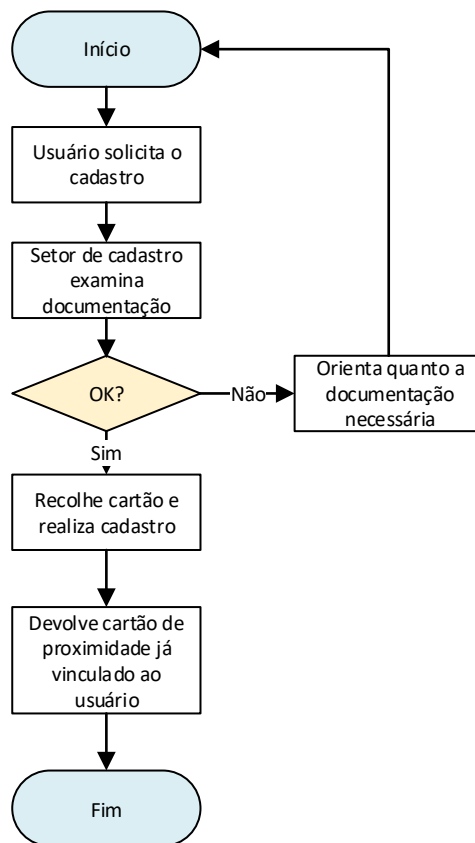 Início
Usuário solicita o
cadastro
Setor de cadastro
examina
documentação
OK?
Não
Orienta quanto a
documentação
necessária
Sim
Recolhe cartão e
realiza cadastro
Devolve cartão de
proximidade já
vinculado ao
usuário
Fim